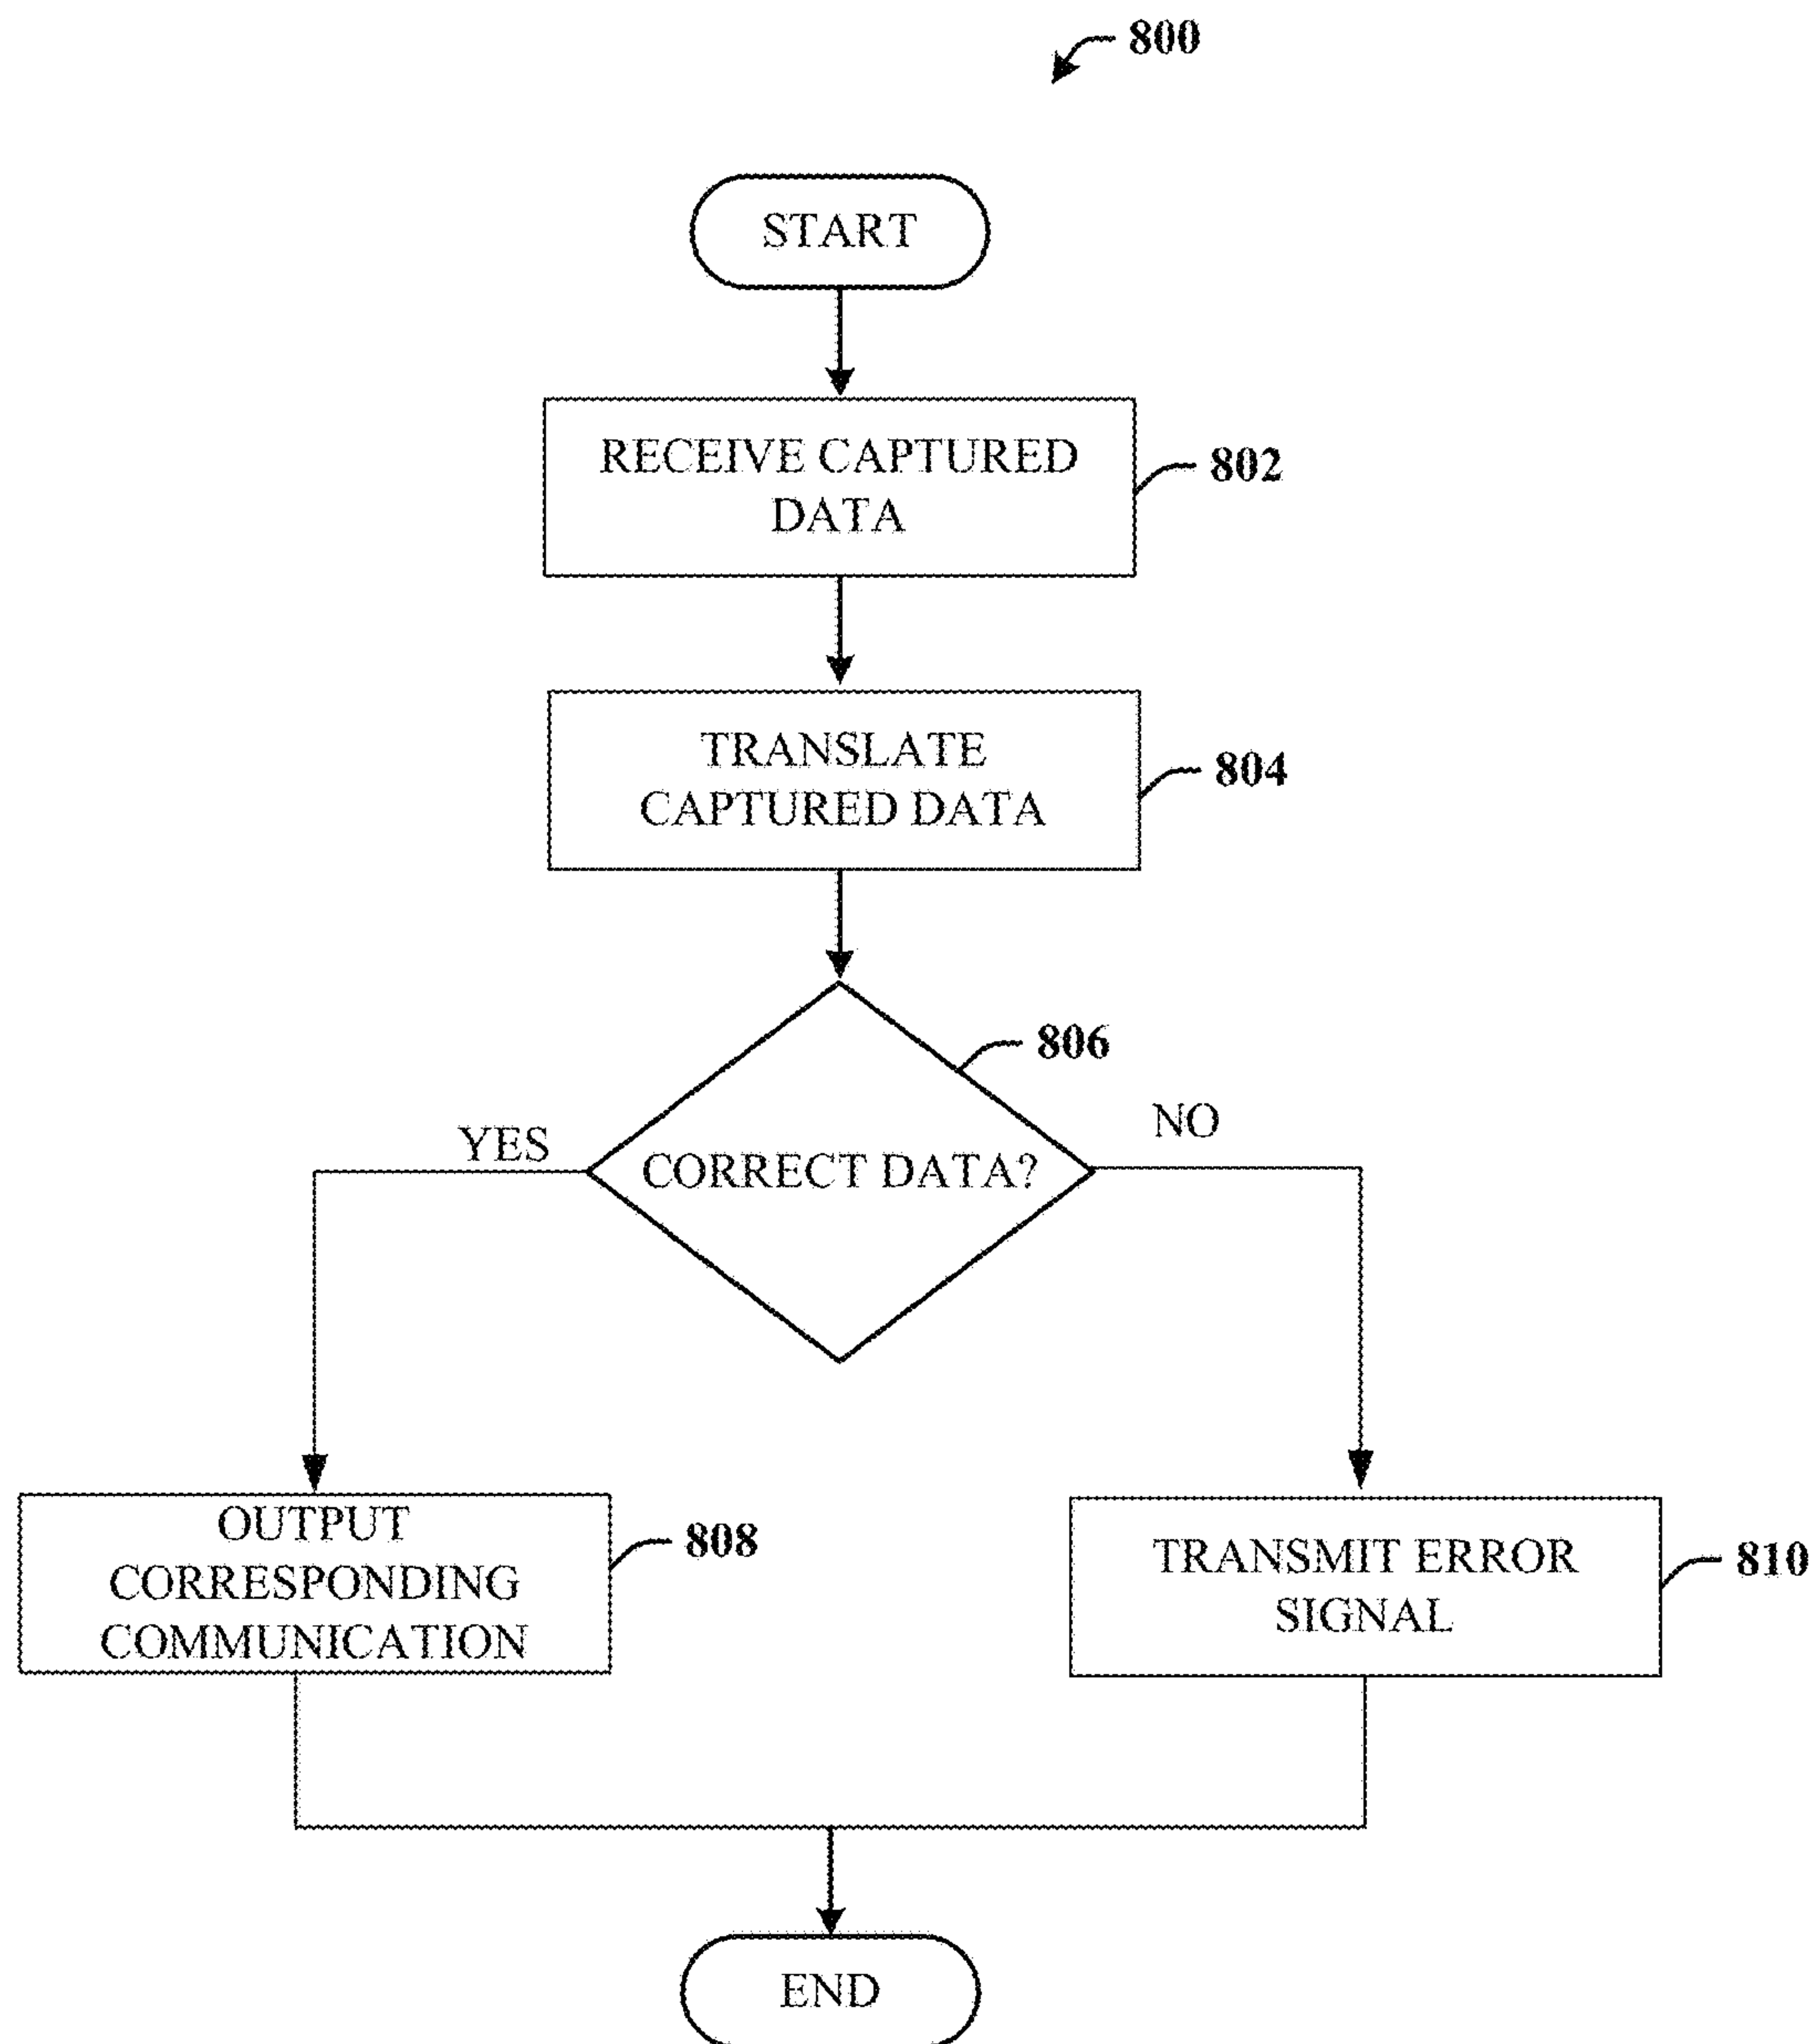 800
START
RECEIVE CAPTURED
DATA
802
TRANSLATE
CAPTURED DATA
804
806
YES
CORRECT DATA?
NO
OUTPUT
CORRESPONDING
COMMUNICATION
808
TRANSMIT ERROR
SIGNAL
810
END